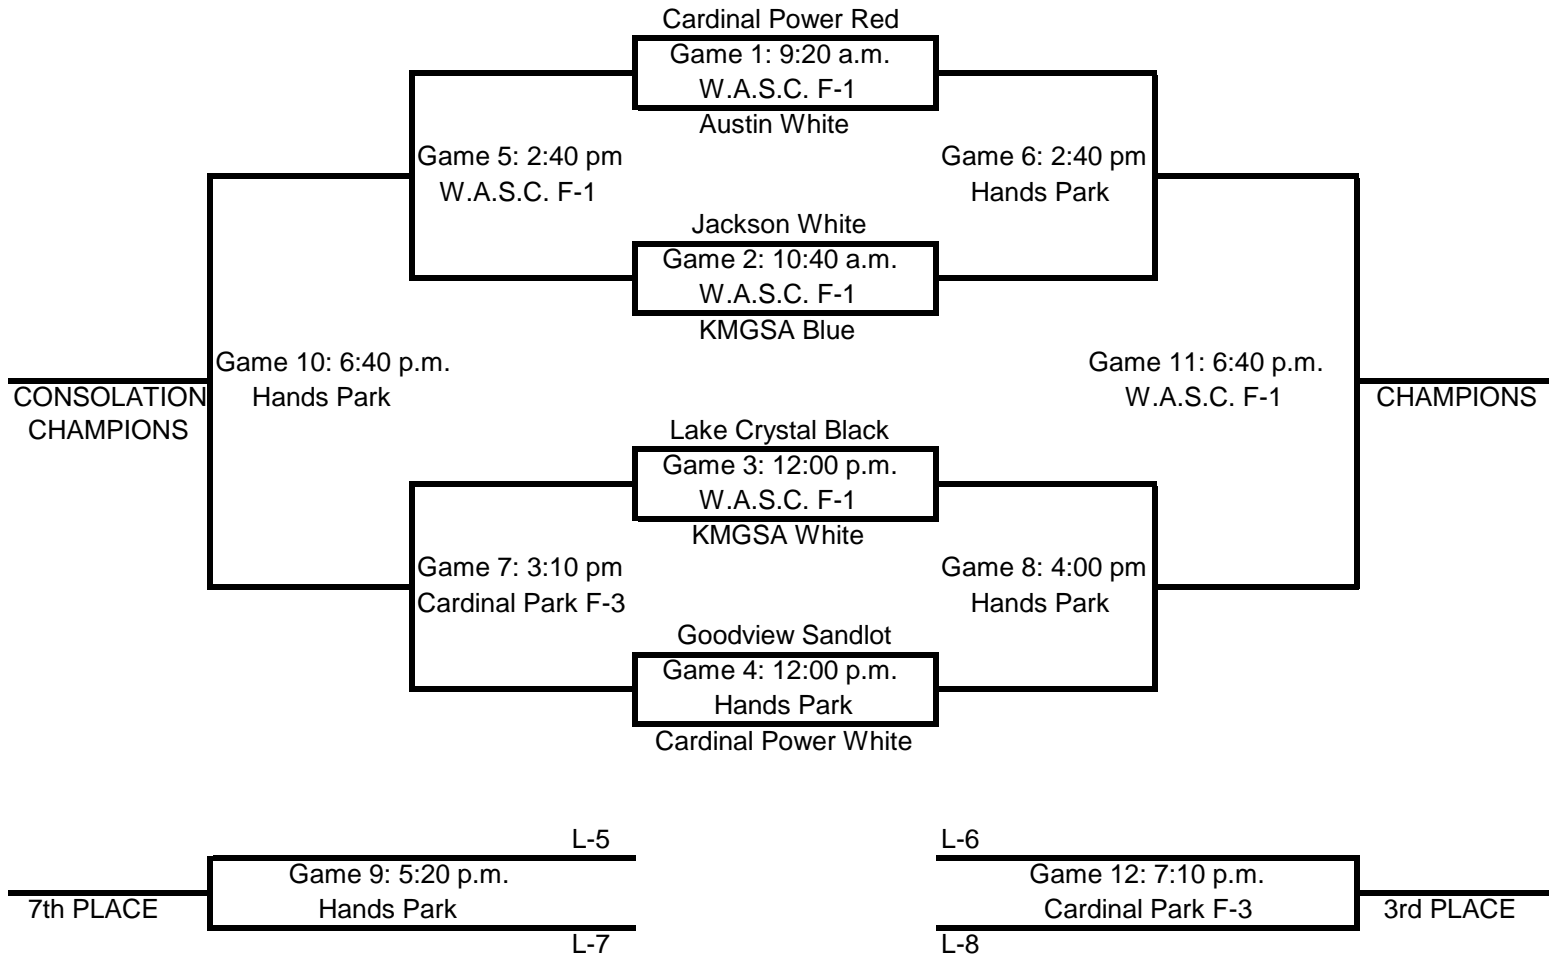 Cardinal Power Red
Game 1: 9:20 a.m.
W.A.S.C. F-1
Austin White
Game 5: 2:40 pm
W.A.S.C. F-1
Game 6: 2:40 pm
Hands Park
Jackson White
Game 2: 10:40 a.m.
W.A.S.C. F-1
KMGSA Blue
Game 10: 6:40 p.m.
Hands Park
Game 11: 6:40 p.m.
W.A.S.C. F-1
CONSOLATION
CHAMPIONS
CHAMPIONS
Lake Crystal Black
Game 3: 12:00 p.m.
W.A.S.C. F-1
KMGSA White
Game 7: 3:10 pm
Cardinal Park F-3
Game 8: 4:00 pm
Hands Park
Goodview Sandlot
Game 4: 12:00 p.m.
Hands Park
Cardinal Power White
L-5
Game 9: 5:20 p.m.
Hands Park
7th PLACE
L-7
L-6
Game 12: 7:10 p.m.
Cardinal Park F-3
3rd PLACE
L-8